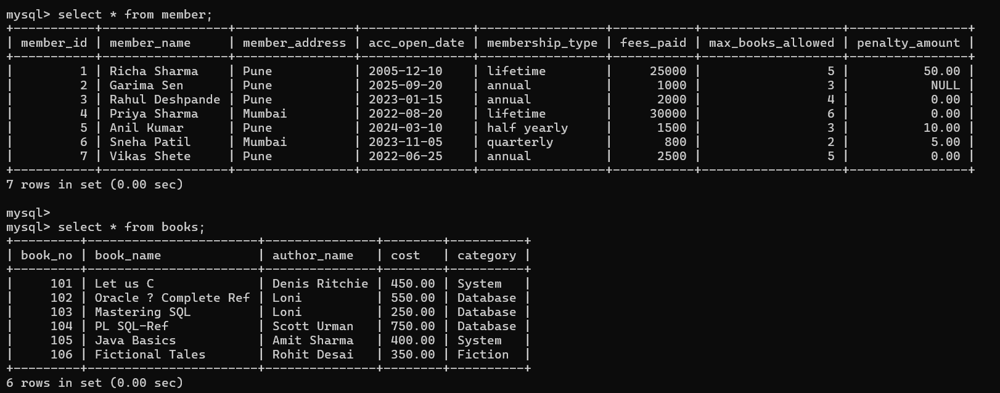 mysql> select * from member;
+-----------+-----------------+----------------+---------------+-----------------+-----------+-------------------+----------------+
| member_id | member_name     | member_address | acc_open_date | membership_type | fees_paid | max_books_allowed | penalty_amount |
+-----------+-----------------+----------------+---------------+-----------------+-----------+-------------------+----------------+
|         1 | Richa Sharma    | Pune           | 2005-12-10    | lifetime        |     25000 |                 5 |          50.00 |
|         2 | Garima Sen      | Pune           | 2025-09-20    | annual          |      1000 |                 3 |           NULL |
|         3 | Rahul Deshpande | Pune           | 2023-01-15    | annual          |      2000 |                 4 |           0.00 |
|         4 | Priya Sharma    | Mumbai         | 2022-08-20    | lifetime        |     30000 |                 6 |           0.00 |
|         5 | Anil Kumar      | Pune           | 2024-03-10    | half yearly     |      1500 |                 3 |          10.00 |
|         6 | Sneha Patil     | Mumbai         | 2023-11-05    | quarterly       |       800 |                 2 |           5.00 |
|         7 | Vikas Shete     | Pune           | 2022-06-25    | annual          |      2500 |                 5 |           0.00 |
+-----------+-----------------+----------------+---------------+-----------------+-----------+-------------------+----------------+
7 rows in set (0.00 sec)

mysql>
mysql> select * from books;
+---------+-----------------------+---------------+--------+----------+
| book_no | book_name             | author_name   | cost   | category |
+---------+-----------------------+---------------+--------+----------+
|     101 | Let us C              | Denis Ritchie | 450.00 | System   |
|     102 | Oracle ? Complete Ref | Loni          | 550.00 | Database |
|     103 | Mastering SQL         | Loni          | 250.00 | Database |
|     104 | PL SQL-Ref            | Scott Urman   | 750.00 | Database |
|     105 | Java Basics           | Amit Sharma   | 400.00 | System   |
|     106 | Fictional Tales       | Rohit Desai   | 350.00 | Fiction  |
+---------+-----------------------+---------------+--------+----------+
6 rows in set (0.00 sec)